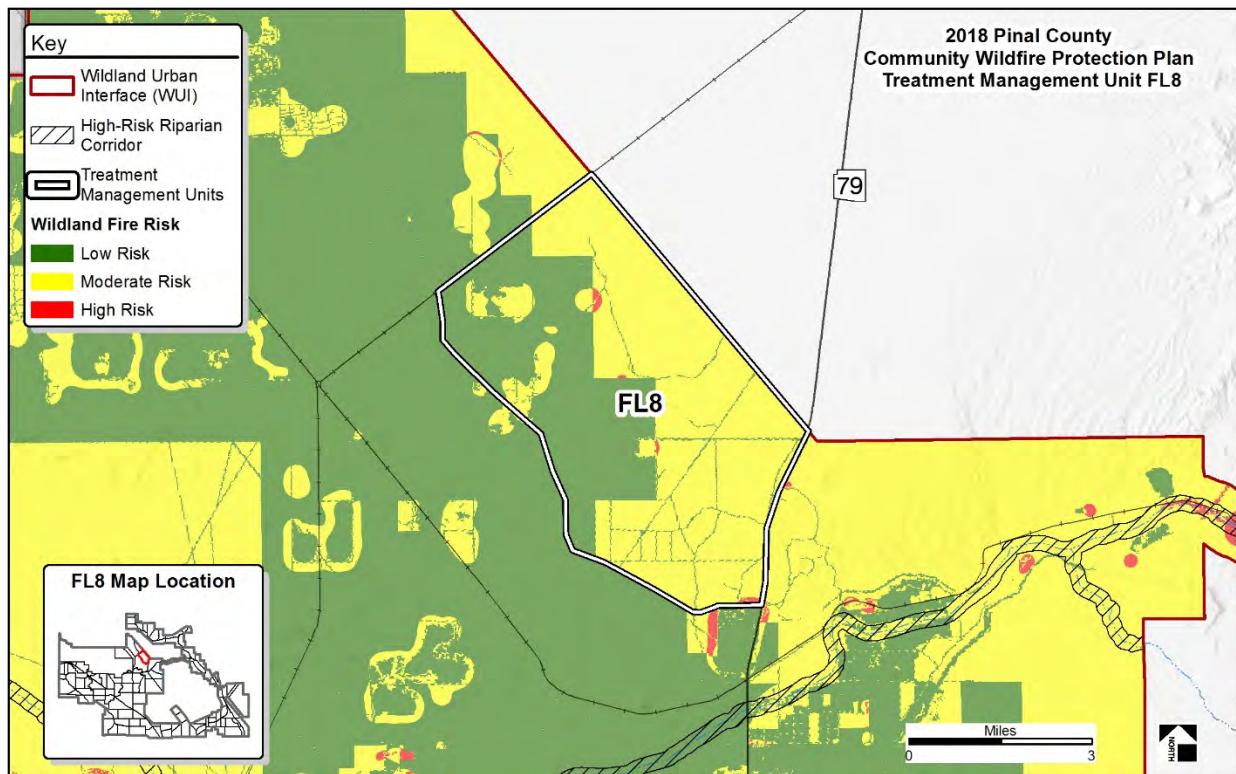 2018 Pinal County
Community Wildfire Protection Plan
Treatment Management Unit FL8
Key
Wildland Urban
Interface (WUI)
High-Risk Riparian
Corridor
Treatment
Management Units
Wildland Fire Risk
Low Risk
Moderate Risk
High Risk
79
FL8
FL8 Map Location
Miles
0
3
NORTH